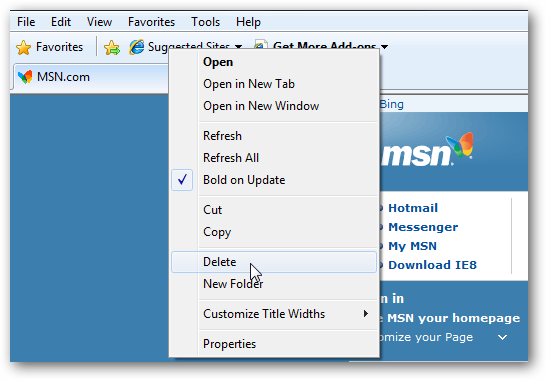 File Edit View Favorites Tools Help
Favorites Suggested Sites Get More Add-ons
MSN.com
Open
Open in New Tab
Open in New Window
Refresh
Refresh All
Bold on Update
Cut
Copy
Delete
New Folder
Customize Title Widths
Properties
Bing
msn
Hotmail
Messenger
My MSN
Download IE8
n in
MSN your homepage
omize your Page